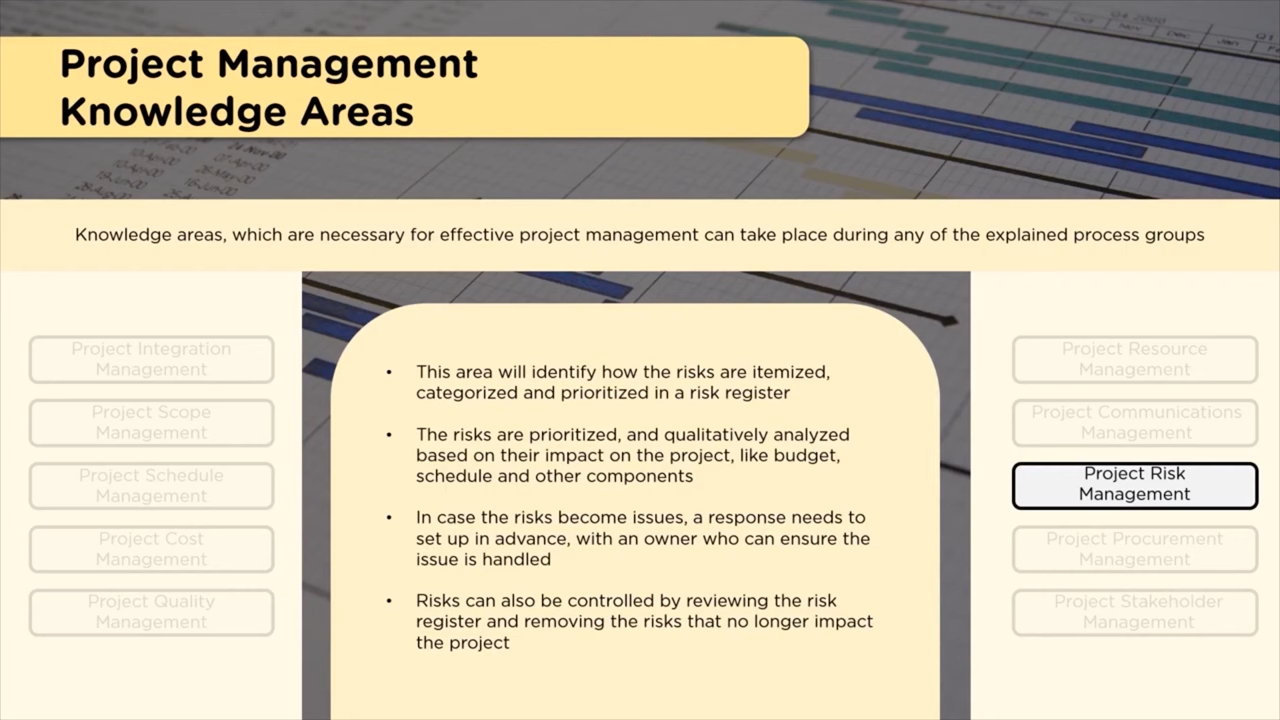 Project Management
Knowledge Areas
Knowledge areas, which are necessary for effective project management can take place during any of the explained process groups
Project Integration
Management
Project Scope
Management
Project Schedule
Management
Project Cost
Management
Project Quality
Management
• This area will identify how the risks are itemized,
categorized and prioritized in a risk register
• The risks are prioritized, and qualitatively analyzed
based on their impact on the project, like budget,
schedule and other components
• In case the risks become issues, a response needs to
set up in advance, with an owner who can ensure the
issue is handled
• Risks can also be controlled by reviewing the risk
register and removing the risks that no longer impact
the project
Project Resource
Management
Project Communications
Management
Project Risk
Management
Project Procurement
Management
Project Stakeholder
Management